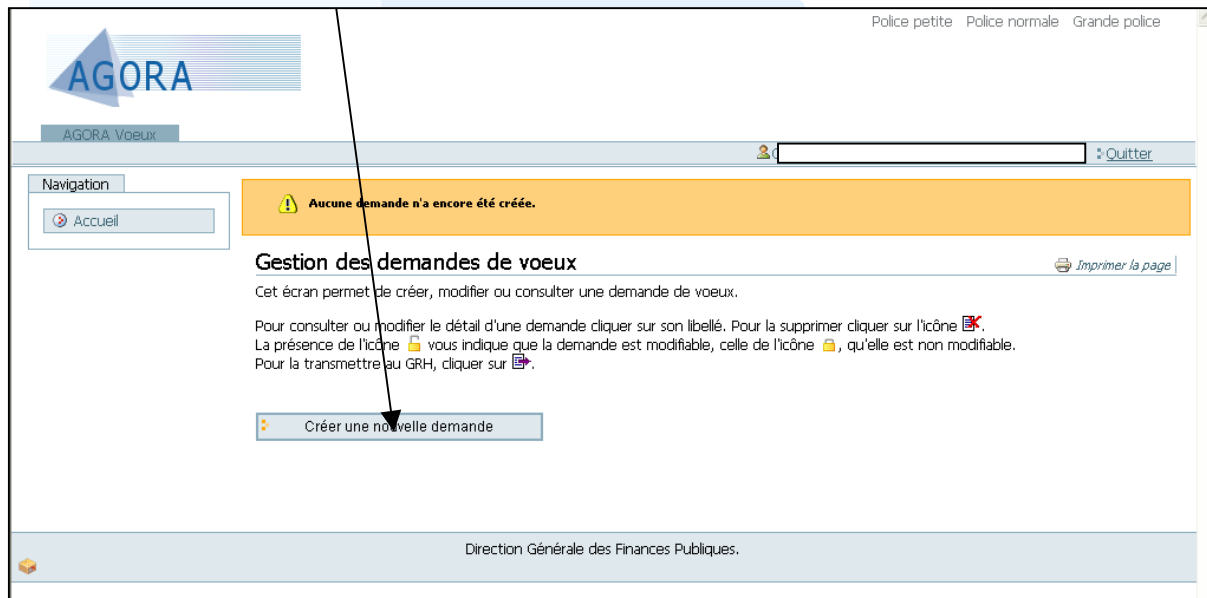 Police petite Police normale Grande police
AGORA
AGORA Voeux
Quitter
Navigation
Accueil
Aucune demande n'a encore été créée.
Gestion des demandes de voeux
Imprimer la page
Cet écran permet de créer, modifier ou consulter une demande de voeux.
Pour consulter ou modifier le détail d'une demande cliquer sur son libellé. Pour la supprimer cliquer sur l'icône .
La présence de l'icône vous indique que la demande est modifiable, celle de l'icône , qu'elle est non modifiable.
Pour la transmettre au GRH, cliquer sur .
Créer une nouvelle demande
Direction Générale des Finances Publiques.